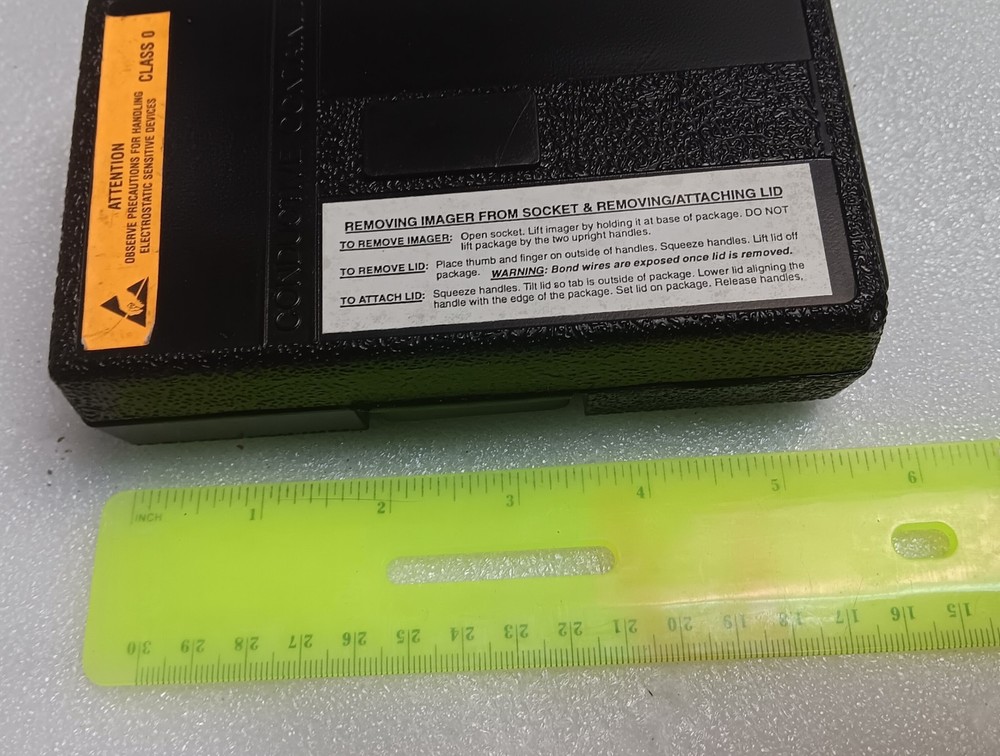 ATTENTION
OBSERVE PRECAUTIONS FOR HANDLING
ELECTROSTATIC SENSITIVE DEVICES
CLASS 0
CONDUCTIVE CONTAI
REMOVING IMAGER FROM SOCKET & REMOVING/ATTACHING LID
TO REMOVE IMAGER: Open socket. Lift imager by holding it at base of package. DO NOT
lift package by the two upright handles.
TO REMOVE LID: Place thumb and finger on outside of handles. Squeeze handles. Lift lid off
package. WARNING: Bond wires are exposed once lid is removed.
TO ATTACH LID: Squeeze handles. Tilt lid so tab is outside of package. Lower lid aligning the
handle with the edge of the package. Set lid on package. Release handles.
INCH 1 2 3 4 5 6
30 29 28 27 26 25 24 23 22 21 20 19 18 17 16 15